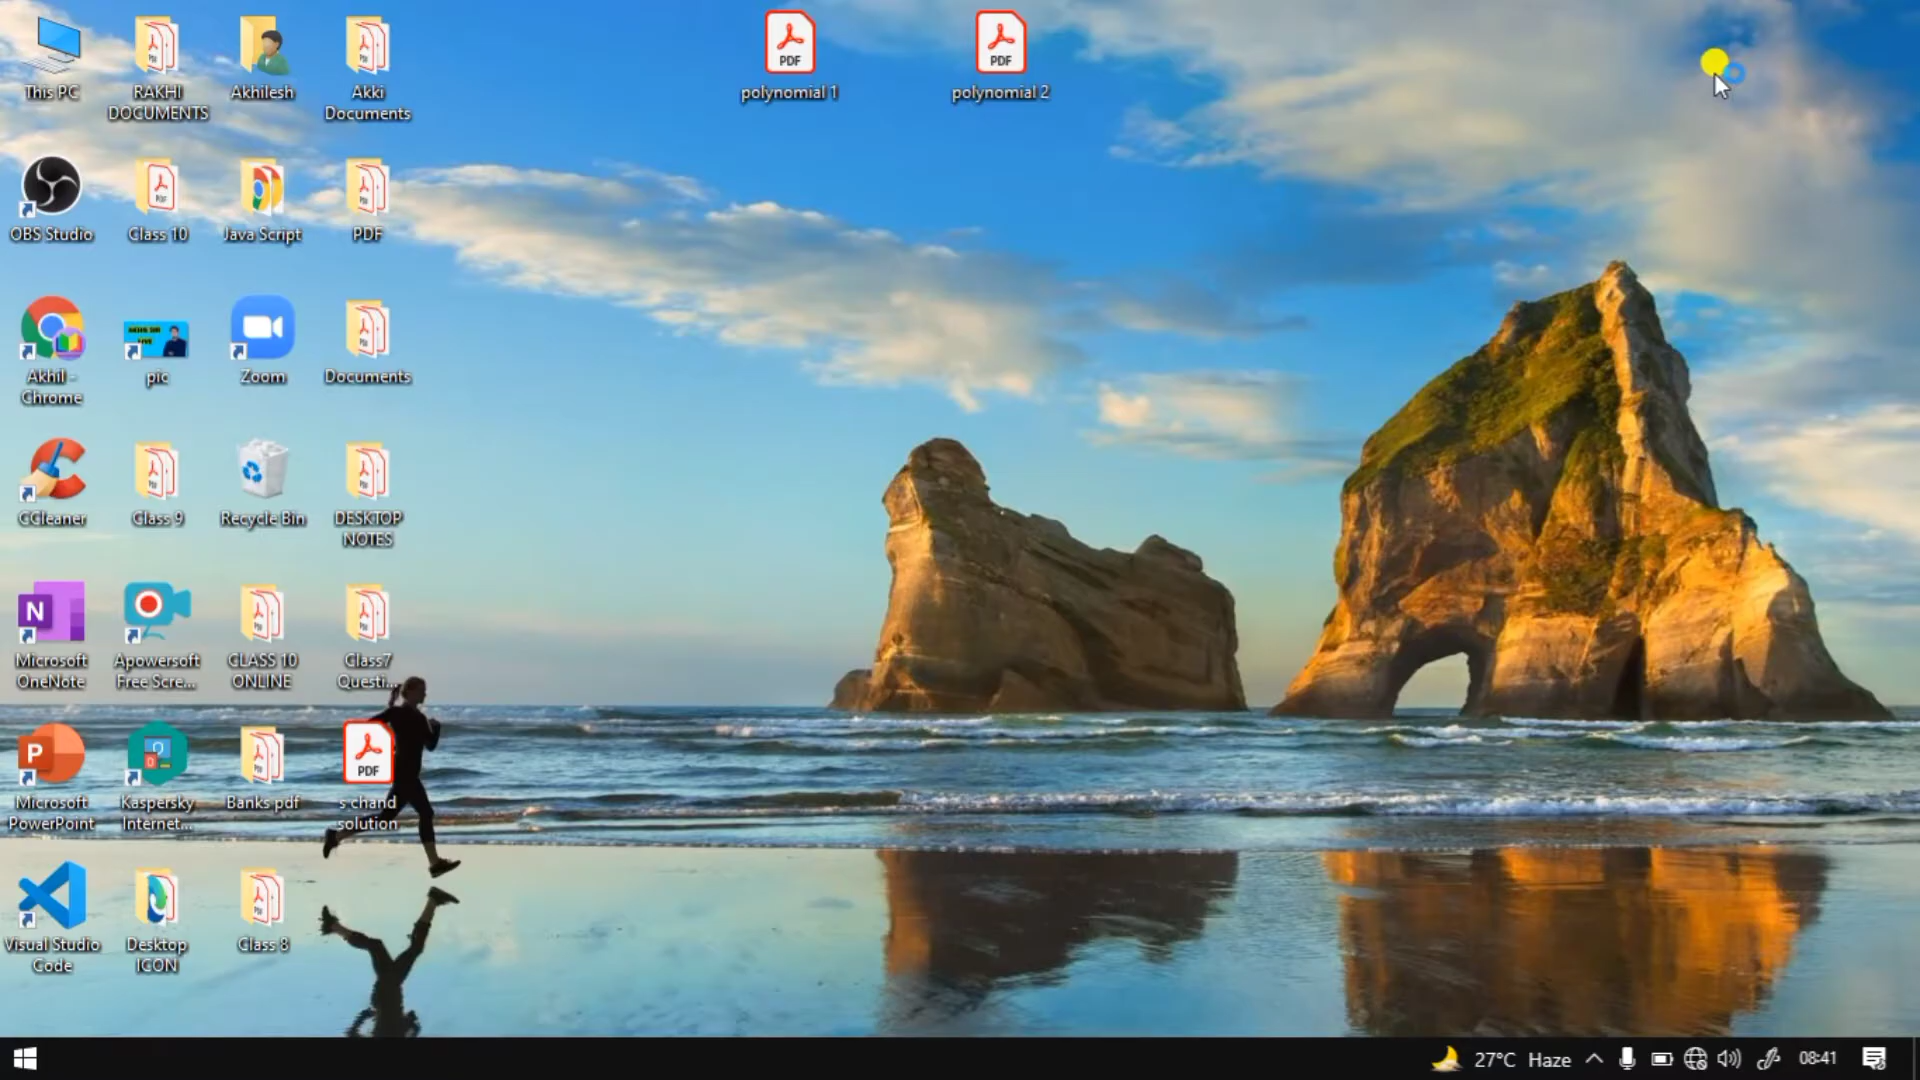 This PC
RAKHI
DOCUMENTS
Akhilesh
Akki
Documents
PDF
polynomial 1
PDF
polynomial 2
OBS Studio
Class 10
Java Script
PDF
Akhil -
Chrome
pic
Zoom
Documents
CCleaner
Class 9
Recycle Bin
DESKTOP
NOTES
N
Microsoft
OneNote
Apowersoft
Free Scre...
CLASS 10
ONLINE
Class7
Questi...
P
Microsoft
PowerPoint
Kaspersky
Internet...
Banks pdf
PDF
s chand
solution
Visual Studio
Code
Desktop
ICON
Class 8
27°C Haze
08:41